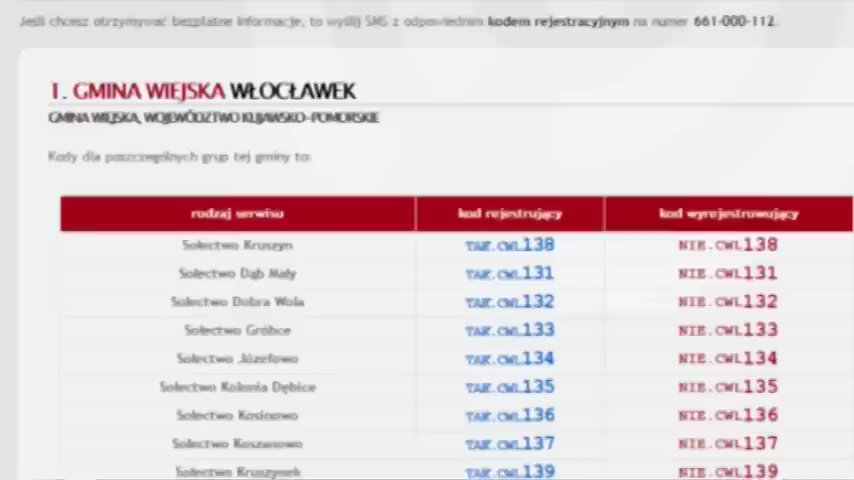 Jeśli chcesz otrzymywać bezpłatne informacje, to wyślij SMS z odpowiednim kodem rejestracyjnym na numer 661-000-112.
1. GMINA WIEJSKA WŁOCŁAWEK
GMINA WIEJSKA, WOJEWÓDZTWO KUJAWSKO-POMORSKIE
Kody dla poszczególnych grup tej gminy to:
rodzaj serwisu kod rejestrujący kod wyrejestrowujący
Sołectwo Kruszyn TAK.CWL138 NIE.CWL138
Sołectwo Dąb Mały TAK.CWL131 NIE.CWL131
Sołectwo Dobra Wola TAK.CWL132 NIE.CWL132
Sołectwo Gróbce TAK.CWL133 NIE.CWL133
Sołectwo Józefowo TAK.CWL134 NIE.CWL134
Sołectwo Kolonia Dębice TAK.CWL135 NIE.CWL135
Sołectwo Kosinowo TAK.CWL136 NIE.CWL136
Sołectwo TAK.CWL137 NIE.CWL137
Sołectwo Kruszynek TAK.CWL139 NIE.CWL139